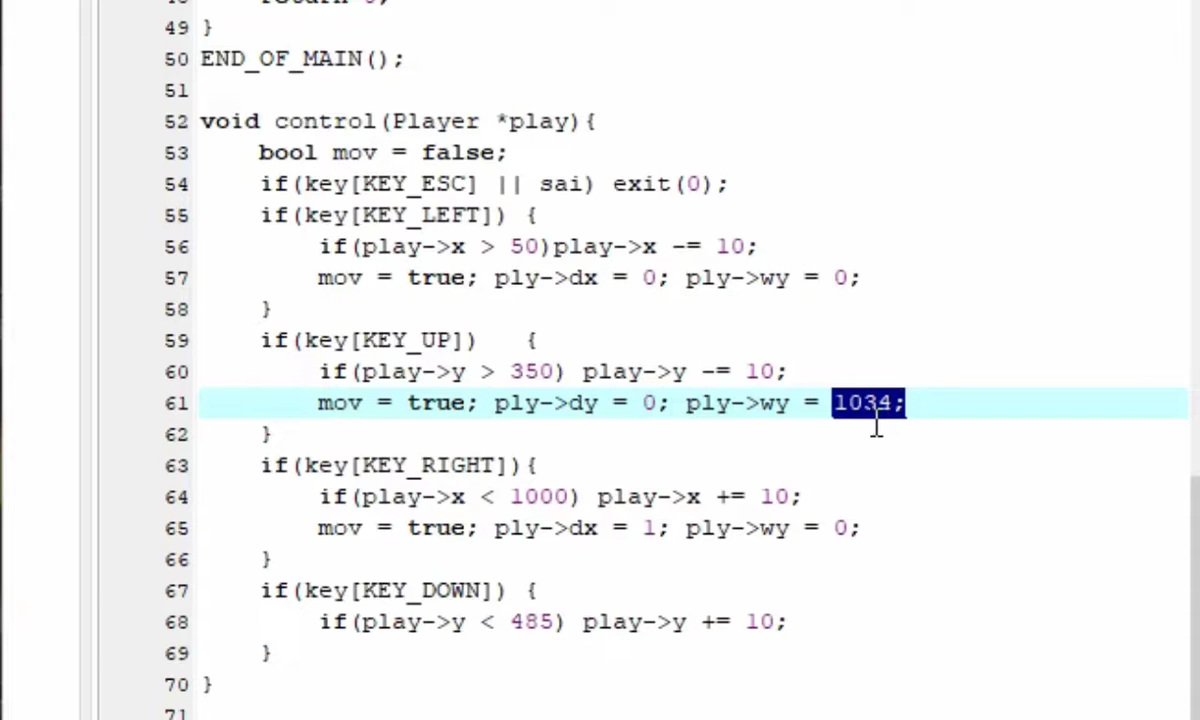 49 }
50 END_OF_MAIN();
51
52 void control(Player *play){
53 bool mov = false;
54 if(key[KEY_ESC] || sai) exit(0);
55 if(key[KEY_LEFT]) {
56 if(play->x > 50)play->x -= 10;
57 mov = true; ply->dx = 0; ply->wy = 0;
58 }
59 if(key[KEY_UP])   {
60 if(play->y > 350) play->y -= 10;
61 mov = true; ply->dy = 0; ply->wy = 1034;
62 }
63 if(key[KEY_RIGHT]){
64 if(play->x < 1000) play->x += 10;
65 mov = true; ply->dx = 1; ply->wy = 0;
66 }
67 if(key[KEY_DOWN]) {
68 if(play->y < 485) play->y += 10;
69 }
70 }
71